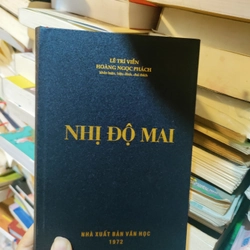 LÊ TRÍ VIỄN
HOÀNG NGỌC PHÁCH
NHỊ ĐỘ MAI
NHÀ XUẤT BẢN VĂN HỌC
1972